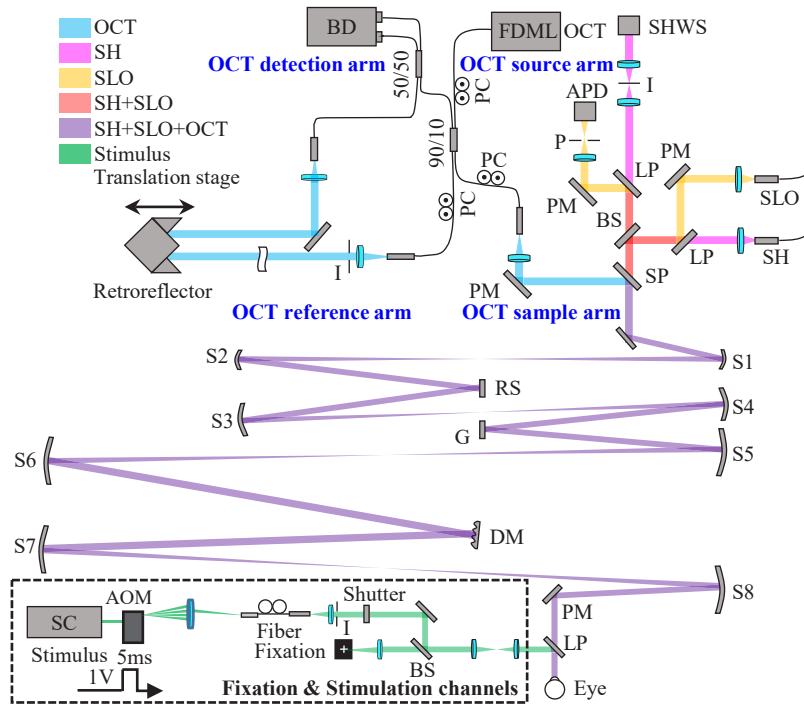 OCT
SH
SLO
SH+SLO
SH+SLO+OCT
Stimulus
BD
FDML
OCT
SHWS
OCT detection arm
OCT source arm
50/50
PC
APD
I
90/10
P
PM
PC
LP
PM
SLO
Translation stage
PC
BS
LP
SH
I
SP
Retroreflector
PM
OCT reference arm
OCT sample arm
S2
S1
RS
S3
S4
G
S5
S6
DM
S7
S8
AOM
Shutter
PM
SC
Fiber
I
LP
Stimulus
5ms
Fixation
+
BS
1V
Fixation & Stimulation channels
Eye